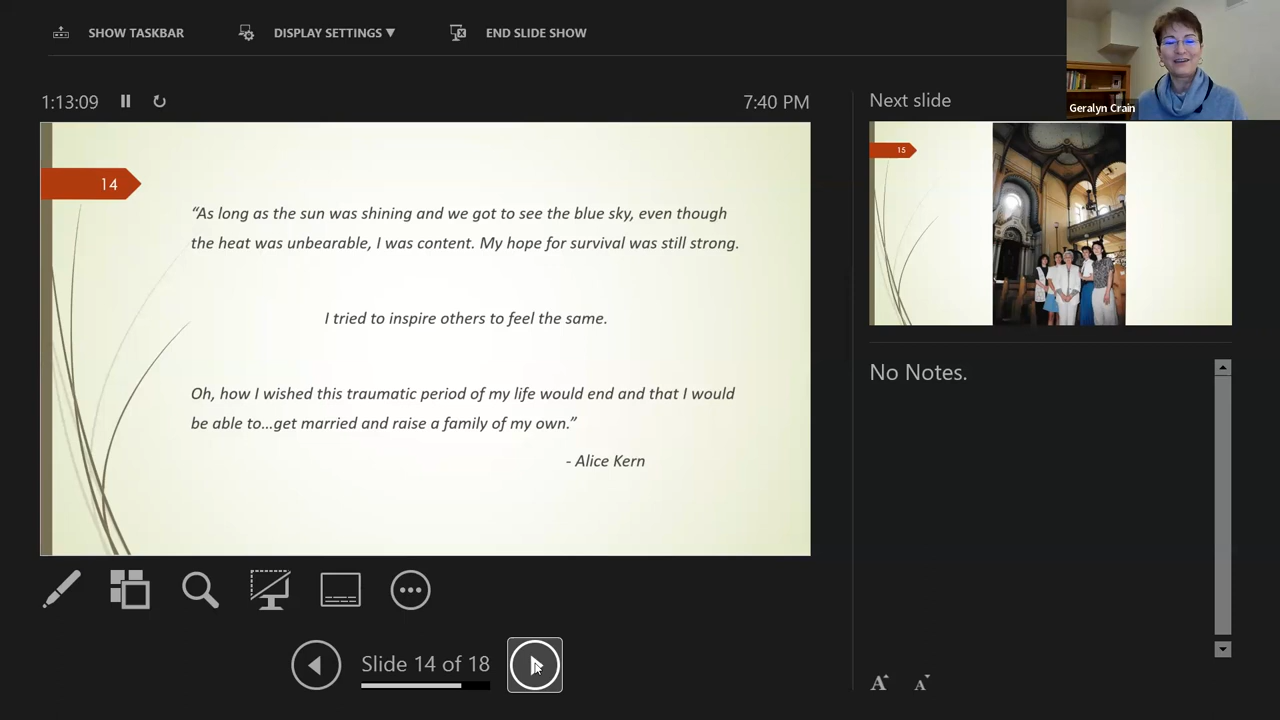 SHOW TASKBAR
DISPLAY SETTINGS ▼
END SLIDE SHOW
Geralyn Crain
1:13:09
7:40 PM
Next slide
14
“As long as the sun was shining and we got to see the blue sky, even though
the heat was unbearable, I was content. My hope for survival was still strong.
I tried to inspire others to feel the same.
Oh, how I wished this traumatic period of my life would end and that I would
be able to…get married and raise a family of my own.”
- Alice Kern
15
No Notes.
Slide 14 of 18
A A